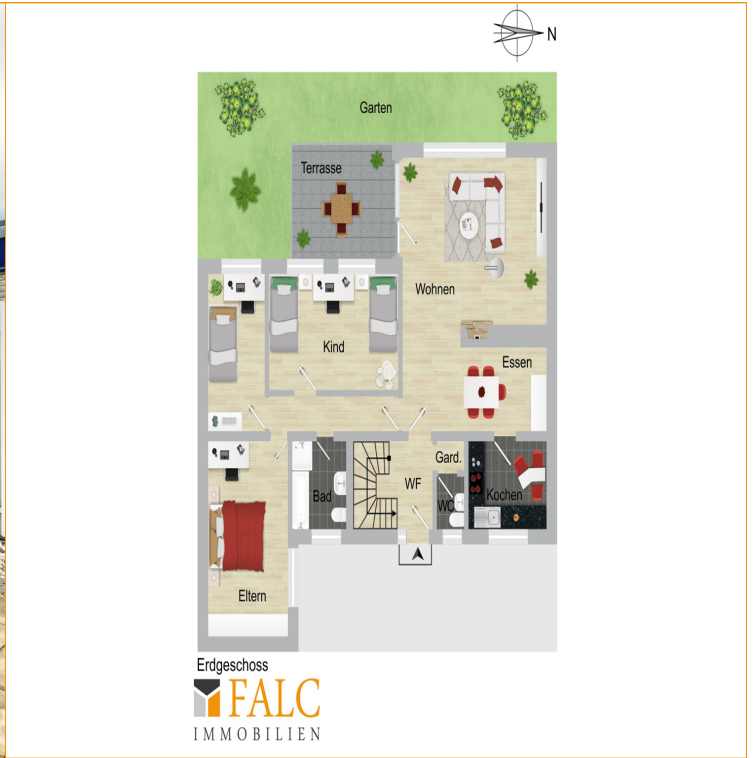 N
Garten
Terrasse
Wohnen
Kind
Essen
Gard.
WF
Bad
WC
Kochen
Eltern
Erdgeschoss
FALC
IMMOBILIEN